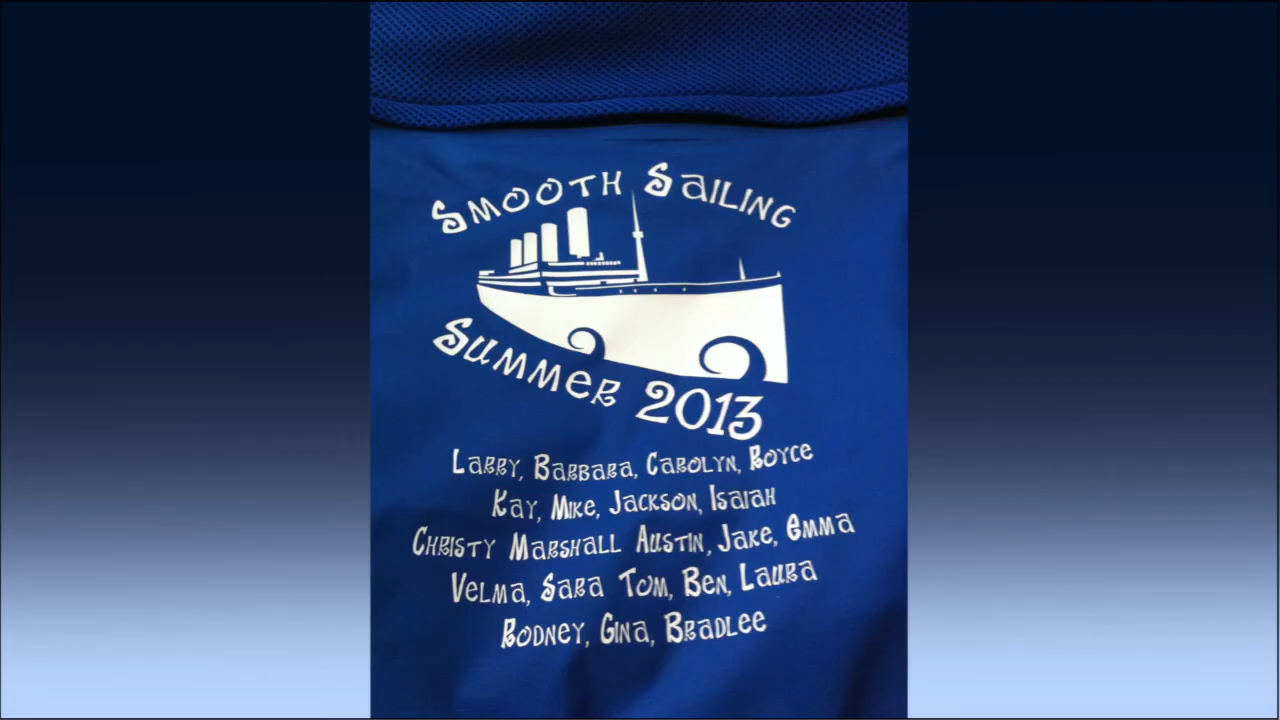 Smooth Sailing
Summer 2013
Larry, Barbara, Carolyn, Royce
Kay, Mike, Jackson, Isaiah
Christy Marshall Austin, Jake, Emma
Velma, Sara Tom, Ben, Laura
Rodney, Gina, Bradlee